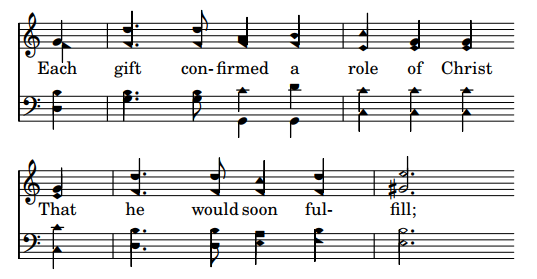 Each gift con-firmed a role of Christ
That he would soon ful- fill;